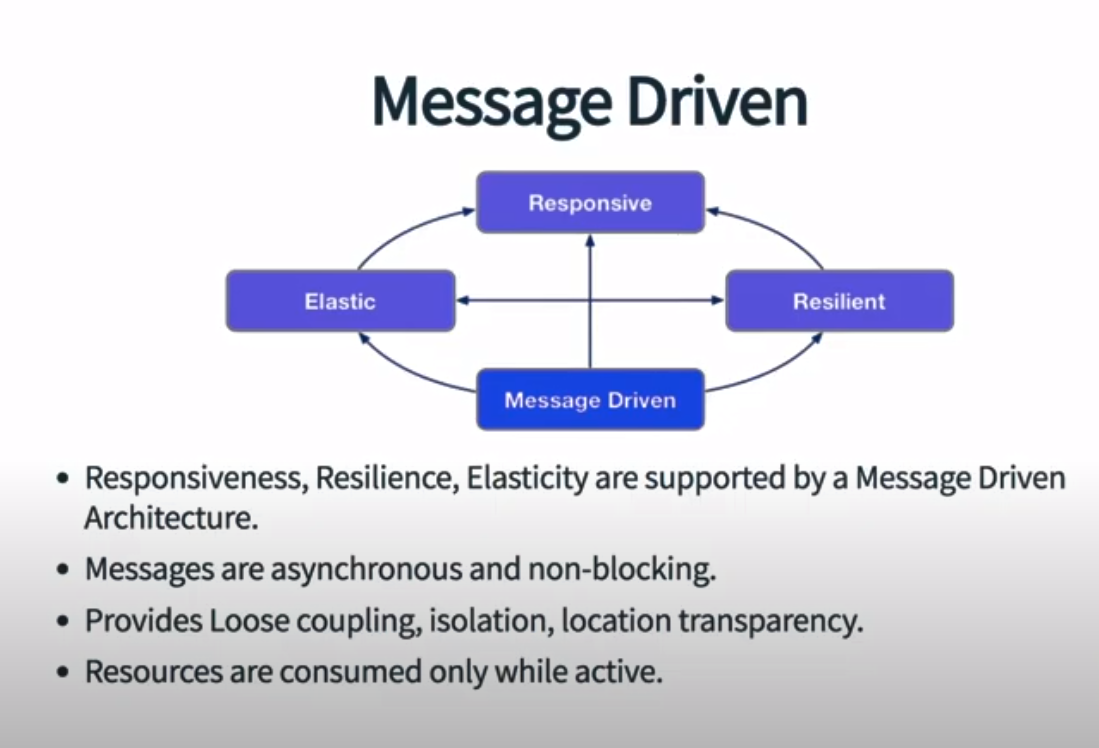 Message Driven
Responsive
Elastic
Resilient
Message Driven
• Responsiveness, Resilience, Elasticity are supported by a Message Driven
Architecture.
• Messages are asynchronous and non-blocking.
• Provides Loose coupling, isolation, location transparency.
• Resources are consumed only while active.